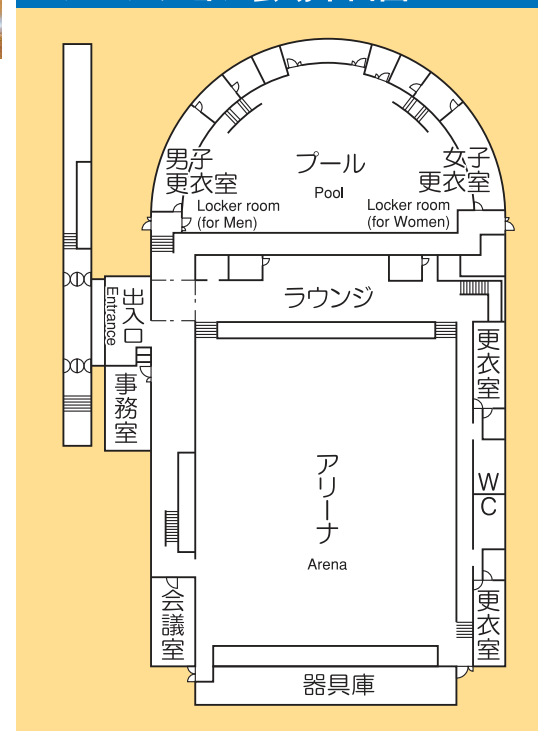 男子
更衣室
Locker room
(for Men)
プール
Pool
女子
更衣室
Locker room
(for Women)
ラウンジ
出入口
Entrance
事務室
更衣室
アリーナ
Arena
W
C
会議室
更衣室
器具庫